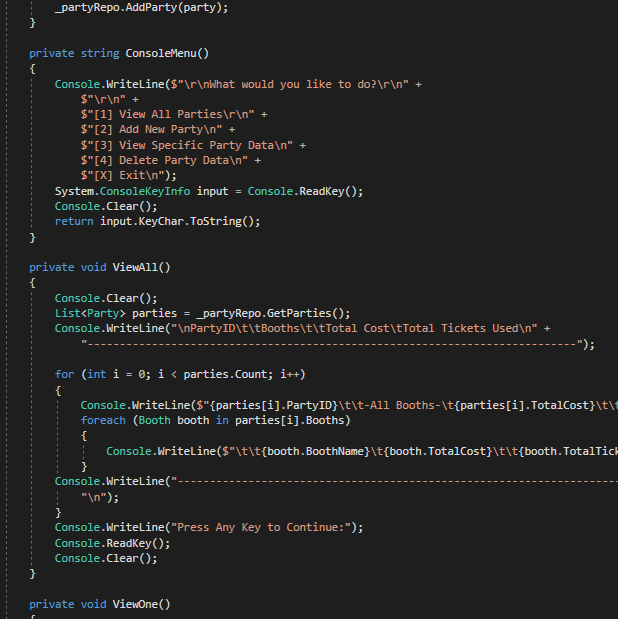 _partyRepo.AddParty(party);
}
private string ConsoleMenu()
{
Console.WriteLine($"\r\nWhat would you like to do?\r\n" +
$"\r\n" +
$"[1] View All Parties\r\n" +
$"[2] Add New Party\n" +
$"[3] View Specific Party Data\n" +
$"[4] Delete Party Data\n" +
$"[X] Exit\n");
System.ConsoleKeyInfo input = Console.ReadKey();
Console.Clear();
return input.KeyChar.ToString();
}
private void ViewAll()
{
Console.Clear();
List<Party> parties = _partyRepo.GetParties();
Console.WriteLine("\nPartyID\t\tBooths\t\tTotal Cost\tTotal Tickets Used\n" +
"----------------------------------------------------------------------------");
for (int i = 0; i < parties.Count; i++)
{
Console.WriteLine($"{parties[i].PartyID}\t\t-All Booths-\t{parties[i].TotalCost}\t\t
foreach (Booth booth in parties[i].Booths)
{
Console.WriteLine($"\t\t{booth.BoothName}\t{booth.TotalCost}\t\t{booth.TotalTick
}
Console.WriteLine("---------------------------------------------------------------------
"\n");
}
Console.WriteLine("Press Any Key to Continue:");
Console.ReadKey();
Console.Clear();
}
private void ViewOne()
{